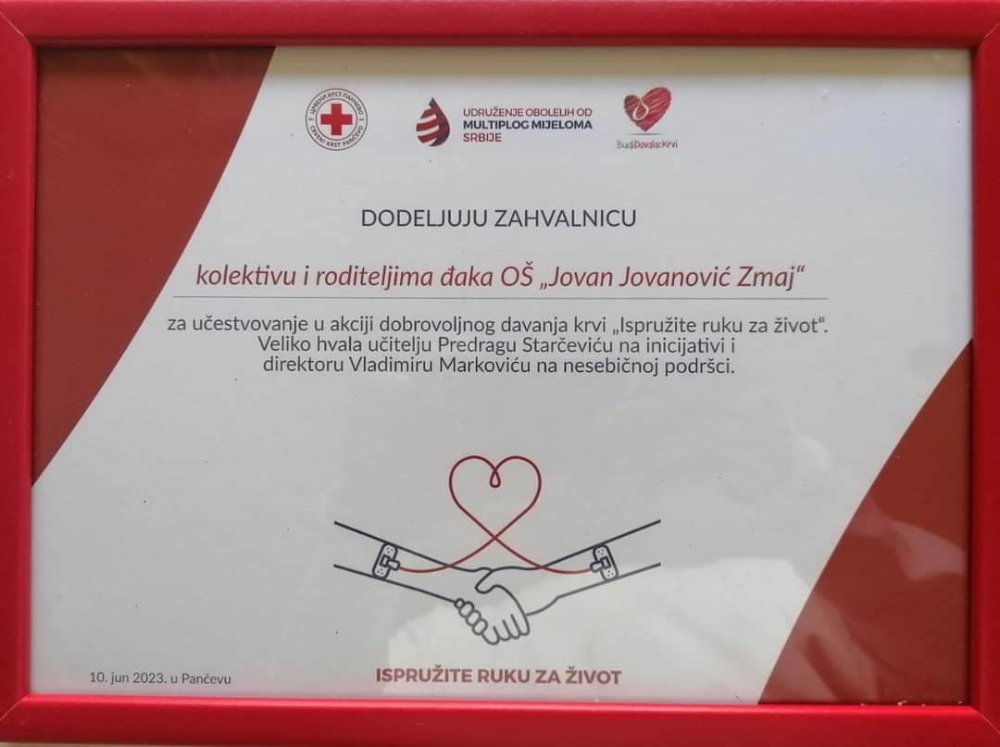 ЦРВЕНИ КРСТ ПАНЧЕВО
CRVENI KRST PANČEVO
UDRUŽENJE OBOLELIH OD
MULTIPLOG MIJELOMA
SRBIJE
BudiDavalacKrvi
DODELJUJU ZAHVALNICU
kolektivu i roditeljima đaka OŠ „Jovan Jovanović Zmaj“
za učestvovanje u akciji dobrovoljnog davanja krvi „Ispružite ruku za život“.
Veliko hvala učitelju Predragu Starčeviću na inicijativi i
direktoru Vladimiru Markoviću na nesebičnoj podršci.
10. jun 2023. u Pančevu
ISPRUŽITE RUKU ZA ŽIVOT